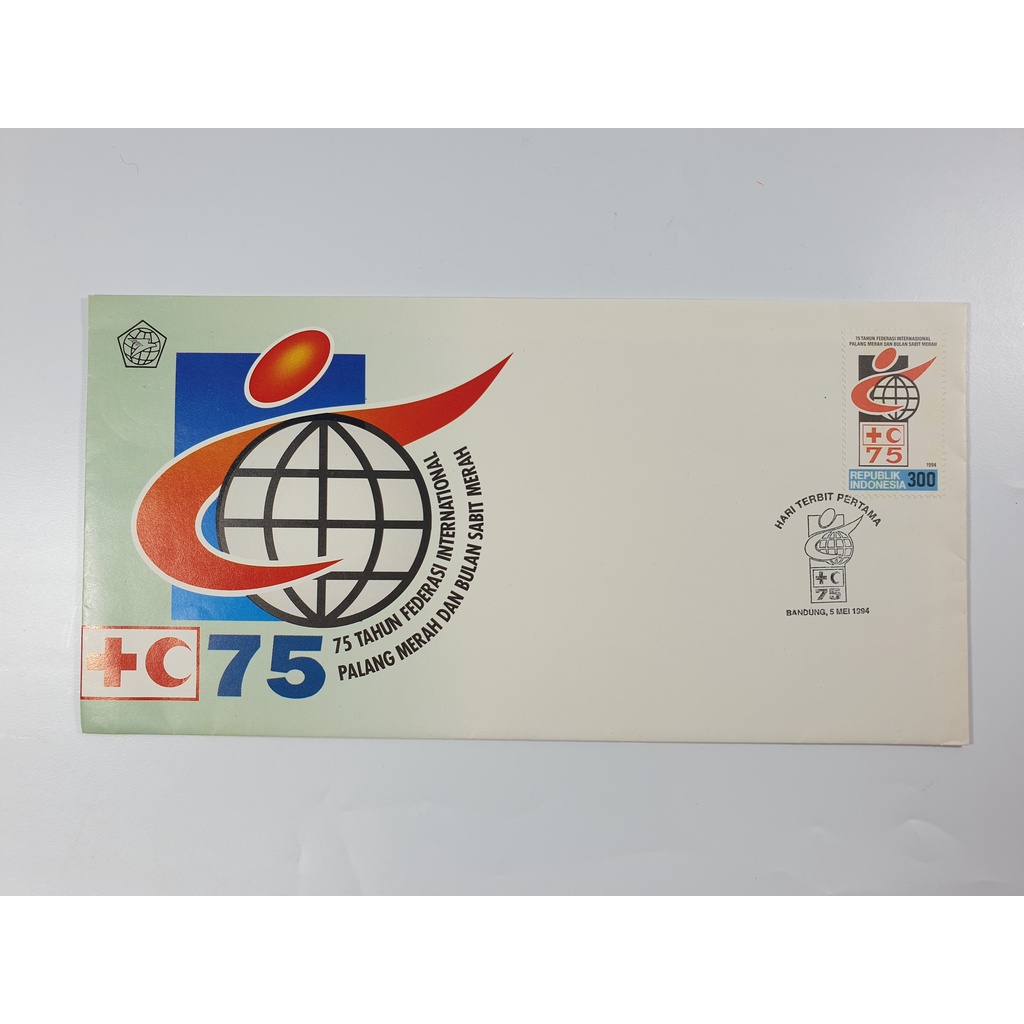 75
75 TAHUN FEDERASI INTERNATIONAL
PALANG MERAH DAN BULAN SABIT MERAH
75 TAHUN FEDERASI INTERNASIONAL
PALANG MERAH DAN BULAN SABIT MERAH
75
1994
REPUBLIK
INDONESIA 300
HARI TERBIT PERTAMA
75
BANDUNG, 5 MEI 1994